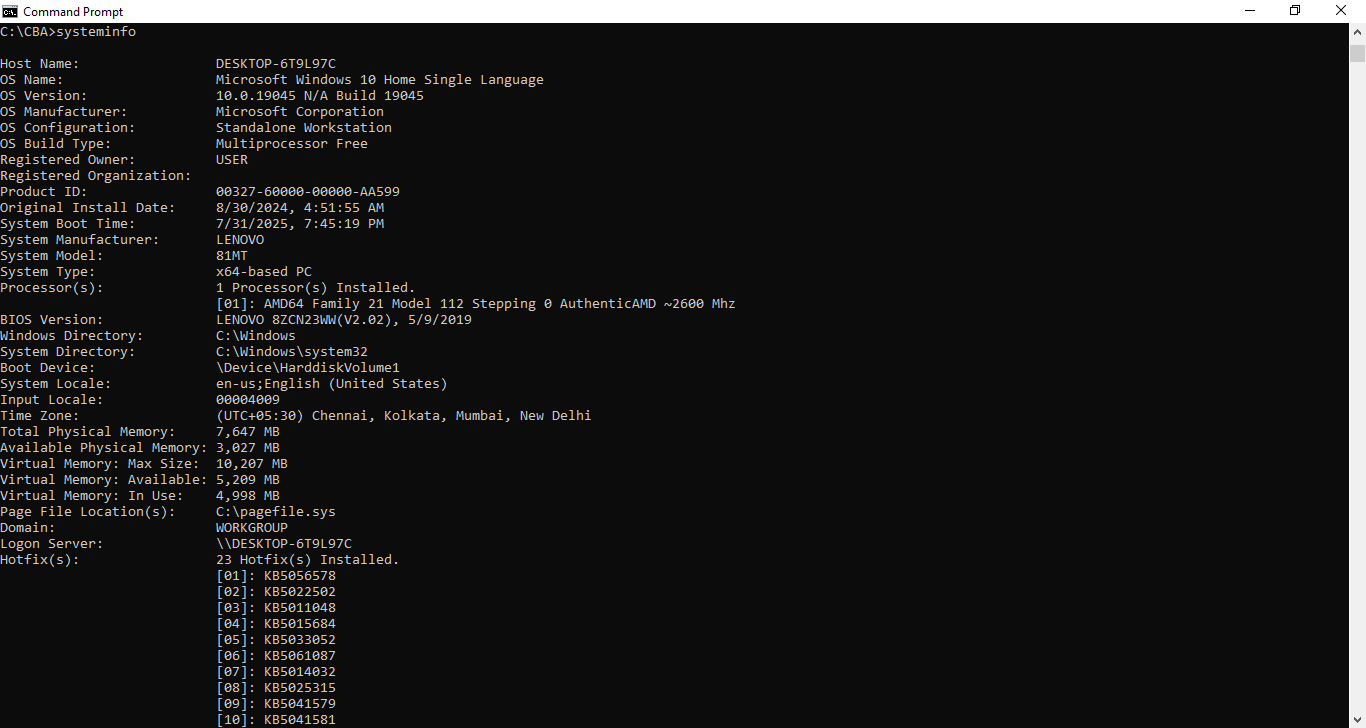 Command Prompt
C:\CBA>systeminfo
Host Name: DESKTOP-6T9L97C
OS Name: Microsoft Windows 10 Home Single Language
OS Version: 10.0.19045 N/A Build 19045
OS Manufacturer: Microsoft Corporation
OS Configuration: Standalone Workstation
OS Build Type: Multiprocessor Free
Registered Owner: USER
Registered Organization:
Product ID: 00327-60000-00000-AA599
Original Install Date: 8/30/2024, 4:51:55 AM
System Boot Time: 7/31/2025, 7:45:19 PM
System Manufacturer: LENOVO
System Model: 81MT
System Type: x64-based PC
Processor(s): 1 Processor(s) Installed.
[01]: AMD64 Family 21 Model 112 Stepping 0 AuthenticAMD ~2600 Mhz
BIOS Version: LENOVO 8ZCN23WW(V2.02), 5/9/2019
Windows Directory: C:\Windows
System Directory: C:\Windows\system32
Boot Device: \Device\HarddiskVolume1
System Locale: en-us;English (United States)
Input Locale: 00004009
Time Zone: (UTC+05:30) Chennai, Kolkata, Mumbai, New Delhi
Total Physical Memory: 7,647 MB
Available Physical Memory: 3,027 MB
Virtual Memory: Max Size: 10,207 MB
Virtual Memory: Available: 5,209 MB
Virtual Memory: In Use: 4,998 MB
Page File Location(s): C:\pagefile.sys
Domain: WORKGROUP
Logon Server: \\DESKTOP-6T9L97C
Hotfix(s): 23 Hotfix(s) Installed.
[01]: KB5056578
[02]: KB5022502
[03]: KB5011048
[04]: KB5015684
[05]: KB5033052
[06]: KB5061087
[07]: KB5014032
[08]: KB5025315
[09]: KB5041579
[10]: KB5041581